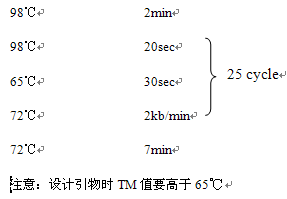 98℃ 2min
98℃ 20sec
65℃ 30sec
25 cycle
72℃ 2kb/min
72℃ 7min
注意：设计引物时 TM 值要高于 65℃